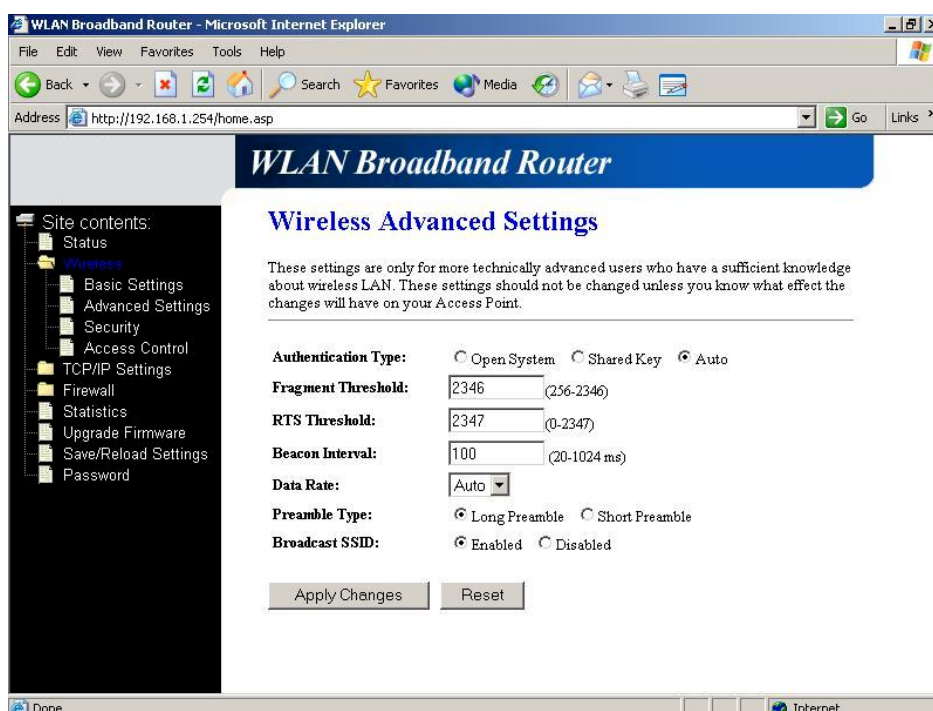 WLAN Broadband Router - Microsoft Internet Explorer
File Edit View Favorites Tools Help
Back Search Favorites Media
Address http://192.168.1.254/home.asp Go Links
WLAN Broadband Router
Site contents:
Status
Wireless
Basic Settings
Advanced Settings
Security
Access Control
TCP/IP Settings
Firewall
Statistics
Upgrade Firmware
Save/Reload Settings
Password
Wireless Advanced Settings
These settings are only for more technically advanced users who have a sufficient knowledge
about wireless LAN. These settings should not be changed unless you know what effect the
changes will have on your Access Point.
Authentication Type: Open System Shared Key Auto
Fragment Threshold: 2346 (256-2346)
RTS Threshold: 2347 (0-2347)
Beacon Interval: 100 (20-1024 ms)
Data Rate: Auto
Preamble Type: Long Preamble Short Preamble
Broadcast SSID: Enabled Disabled
Apply Changes Reset
Done Internet